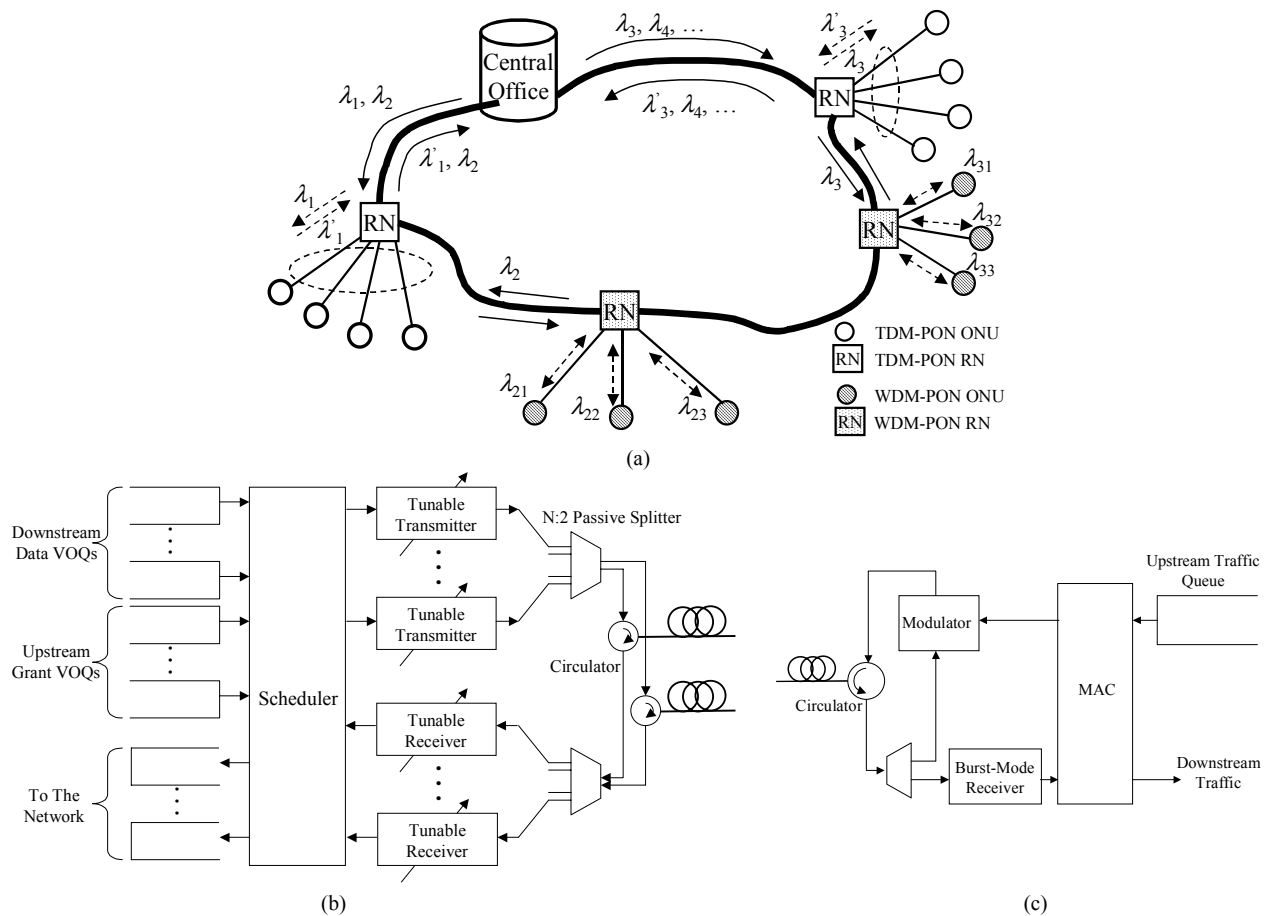 λ3, λ4, …
Central
Office
λ'3, λ4, …
λ'3
λ3
RN
λ1, λ2
λ'1, λ2
λ1
λ'1
RN
λ3
RN
λ31
λ32
λ33
λ2
RN
λ21
λ22
λ23
TDM-PON ONU
RN TDM-PON RN
WDM-PON ONU
RN WDM-PON RN
(a)
Downstream
Data VOQs
Upstream
Grant VOQs
To The
Network
Scheduler
Tunable
Transmitter
Tunable
Transmitter
Tunable
Receiver
Tunable
Receiver
N:2 Passive Splitter
Circulator
(b)
Upstream Traffic
Queue
Modulator
MAC
Circulator
Burst-Mode
Receiver
Downstream
Traffic
(c)